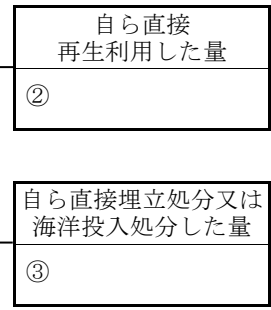 自ら直接
再生利用した量
②
自ら直接埋立処分又は
海洋投入処分した量
③